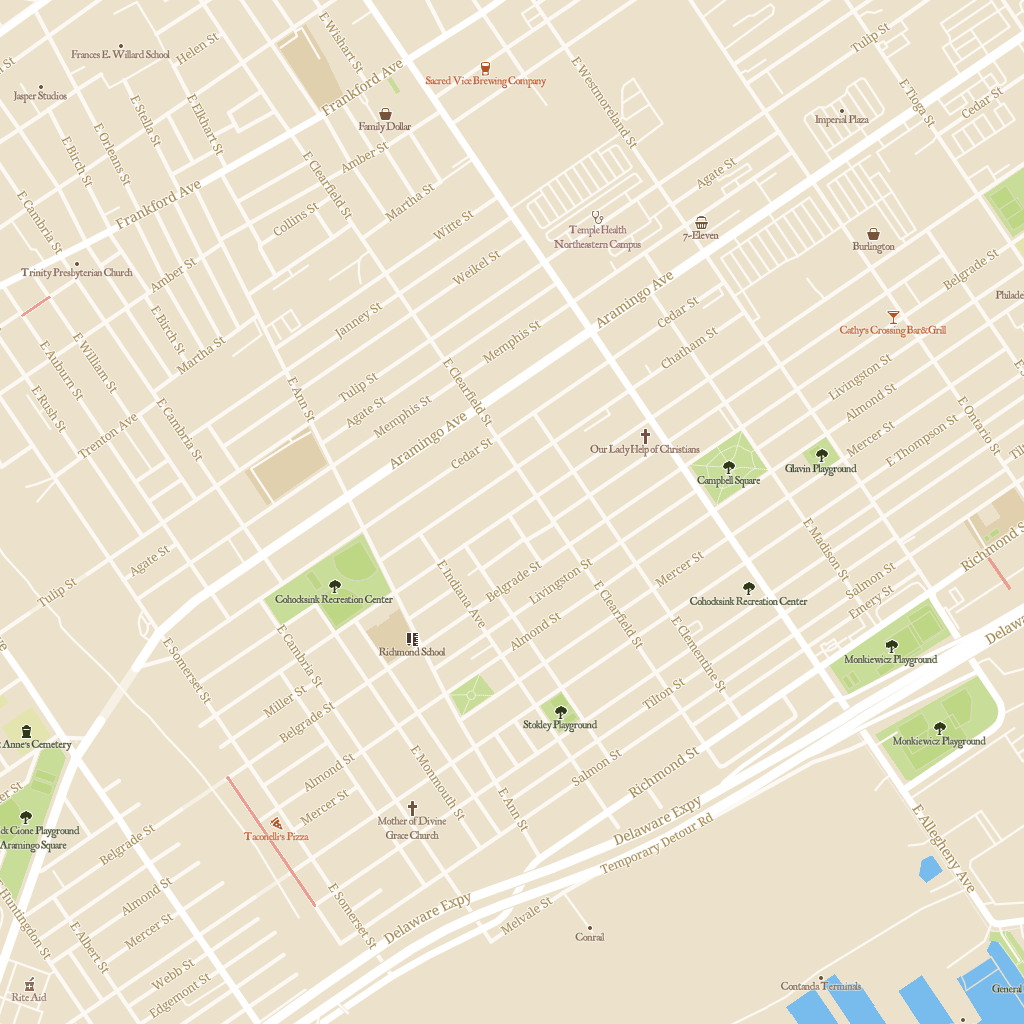 Frances E. Willard School
Helen St
E Wishart St
Frankford Ave
Sacred Vice Brewing Company
E Westmoreland St
Tulip St
Jasper Studios
E Stella St
E Elkhart St
Family Dollar
Imperial Plaza
E Tioga St
Cedar St
E Birch St
E Orleans St
Amber St
E Clearfield St
Agate St
Frankford Ave
E Cambria St
Martha St
Collins St
Witte St
Temple Health
Northeastern Campus
7-Eleven
Burlington
Trinity Presbyterian Church
Amber St
Weikel St
Belgrade St
Aramingo Ave
Janney St
Cedar St
E Birch St
Martha St
Memphis St
Chatham St
Cathy's Crossing Bar&Grill
E William St
E Auburn St
E Rush St
Trenton Ave
E Cambria St
E Ann St
Tulip St
Agate St
Memphis St
E Clearfield St
Aramingo Ave
Cedar St
Livingston St
Almond St
Mercer St
E Thompson St
E Ontario St
Our Lady Help of Christians
Campbell Square
Glavin Playground
E Madison St
Richmond S
Agate St
Tulip St
Cohocksink Recreation Center
E Indiana Ave
Belgrade St
Livingston St
Mercer St
Cohocksink Recreation Center
Salmon St
Emery St
E Clearfield St
E Clementine St
Almond St
Richmond School
E Somerset St
E Cambria St
Miller St
Belgrade St
Monkiewicz Playground
Delawa
Tilton St
Stokley Playground
Monkiewicz Playground
Anne's Cemetery
Almond St
Mercer St
E Monmouth St
E Ann St
Salmon St
Richmond St
Delaware Expy
Temporary Detour Rd
Taconelli's Pizza
Mother of Divine
Grace Church
ck Cione Playground
Aramingo Square
Belgrade St
Almond St
Mercer St
E Huntingdon St
E Albert St
Webb St
Edgemont St
Rite Aid
E Somerset St
Delaware Expy
Melvale St
Conrail
E Allegheny Ave
Contanda Terminals
General